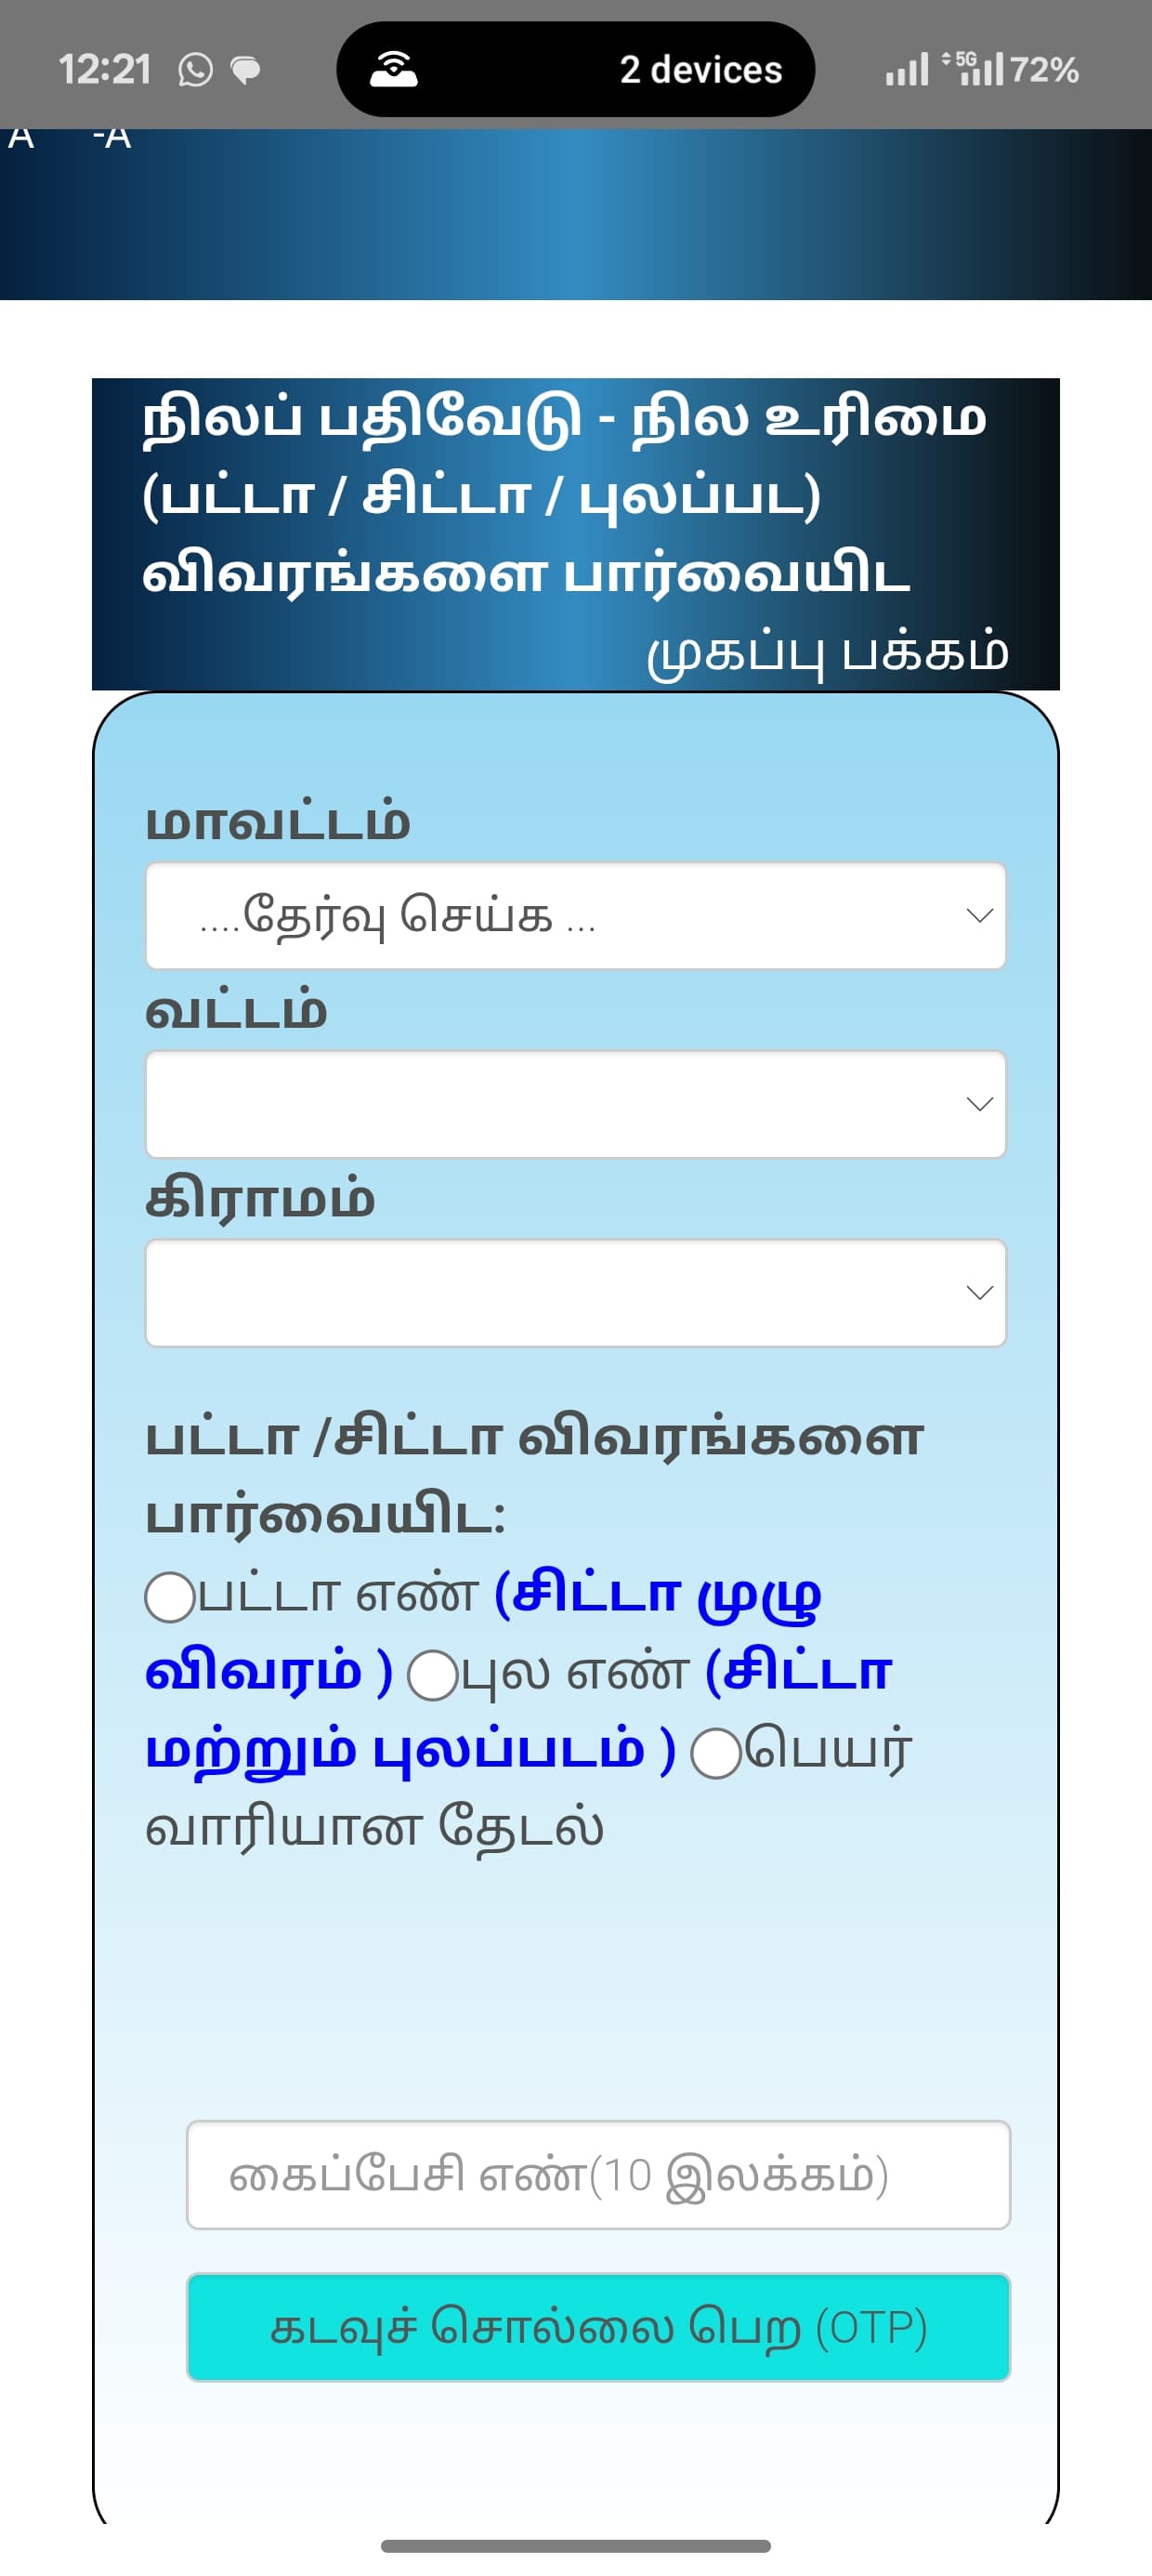 12:21 2 devices 5G 72%
A -A
நிலப் பதிவேடு - நில உரிமை
(பட்டா / சிட்டா / புலப்பட)
விவரங்களை பார்வையிட
முகப்பு பக்கம்
மாவட்டம்
....தேர்வு செய்க ...
வட்டம்
கிராமம்
பட்டா /சிட்டா விவரங்களை
பார்வையிட:
பட்டா எண் (சிட்டா முழு
விவரம் ) புல எண் (சிட்டா
மற்றும் புலப்படம் ) பெயர்
வாரியான தேடல்
கைப்பேசி எண்(10 இலக்கம்)
கடவுச் சொல்லை பெற (OTP)